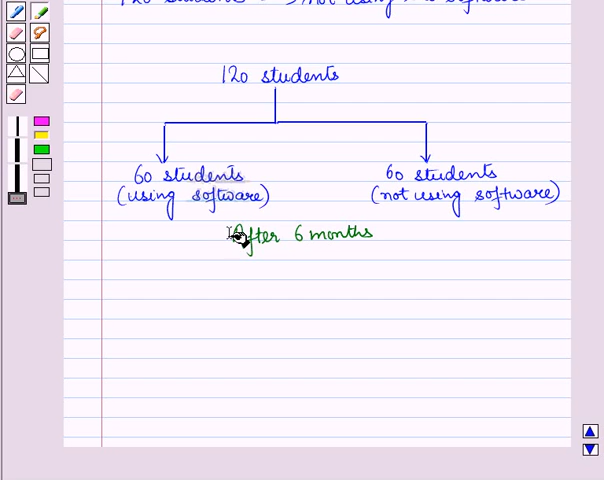 120 students
60 students
(using software)
60 students
(not using software)
After 6 months